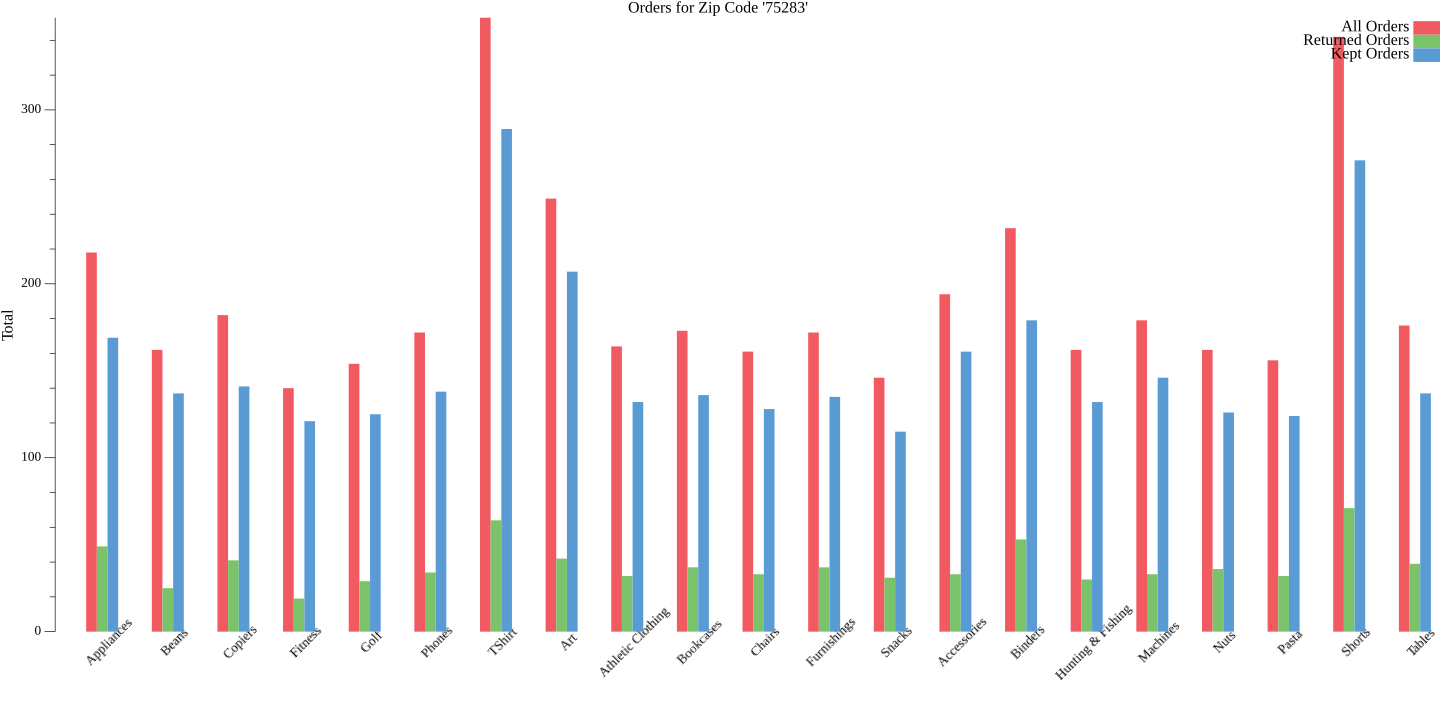 Orders for Zip Code '75283'
All Orders
Returned Orders
Kept Orders
Total
300
200
100
0
Appliances
Beans
Copiers
Fitness
Golf
Phones
TShirt
Art
Athletic Clothing
Bookcases
Chairs
Furnishings
Snacks
Accessories
Binders
Hunting & Fishing
Machines
Nuts
Pasta
Shorts
Tables